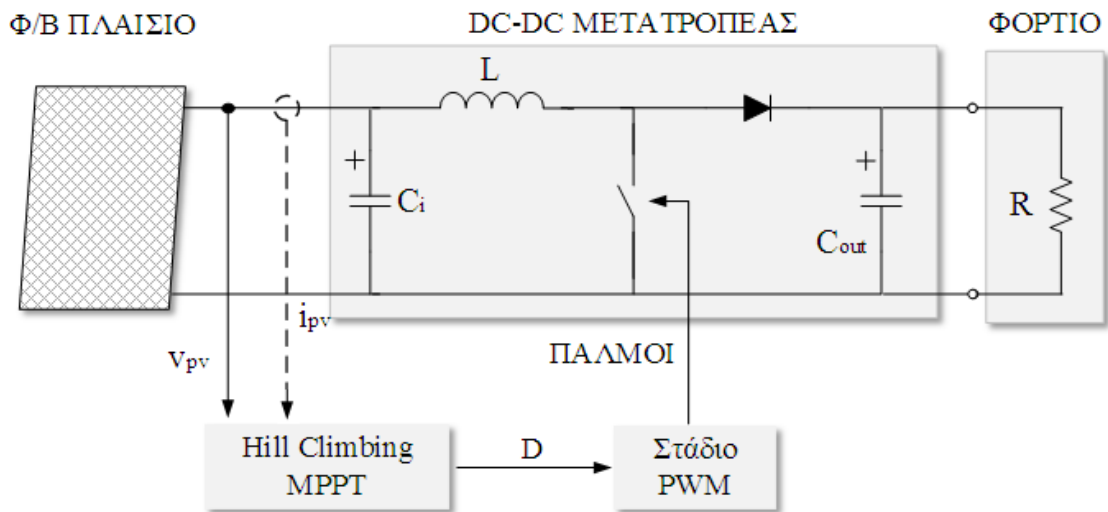 Φ/Β ΠΛΑΙΣΙΟ
DC-DC ΜΕΤΑΤΡΟΠΕΑΣ
ΦΟΡΤΙΟ
L
+
Ci
+
Cout
R
ipv
vpv
ΠΑΛΜΟΙ
Hill Climbing
MPPT
D
Στάδιο
PWM